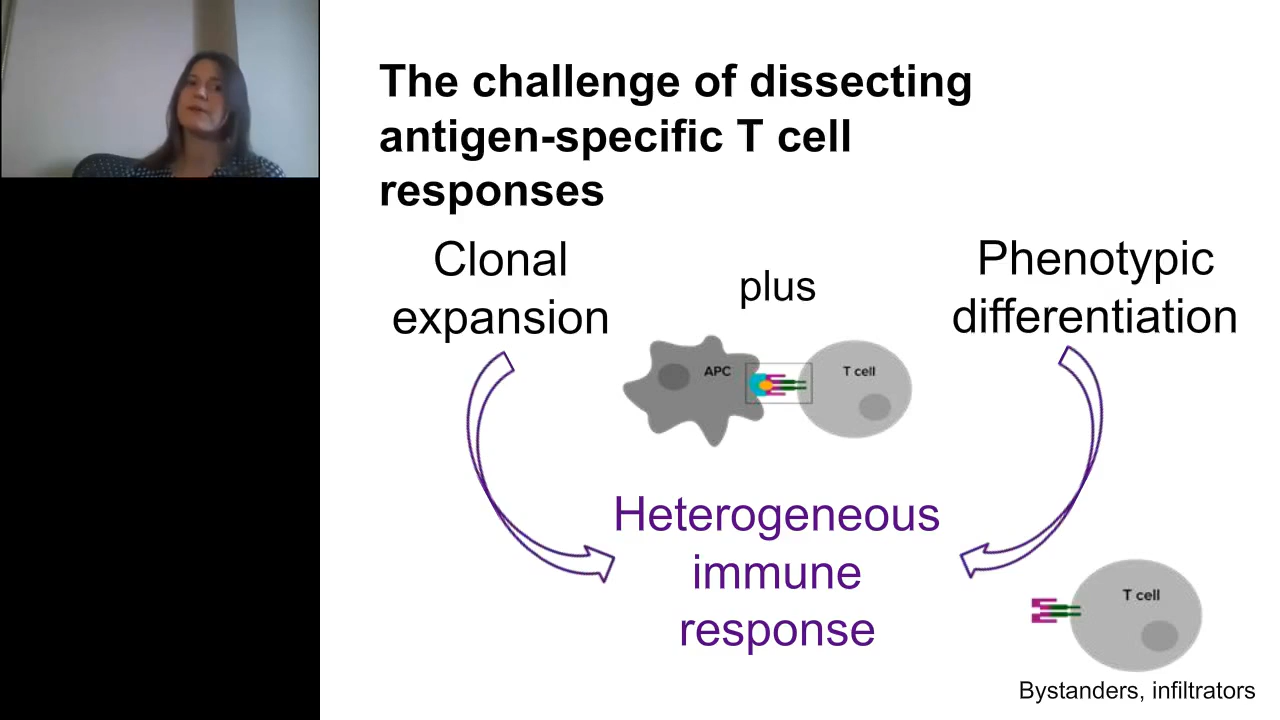 The challenge of dissecting
antigen-specific T cell
responses
Clonal
expansion
plus
Phenotypic
differentiation
APC
T cell
Heterogeneous
immune
response
T cell
Bystanders, infiltrators